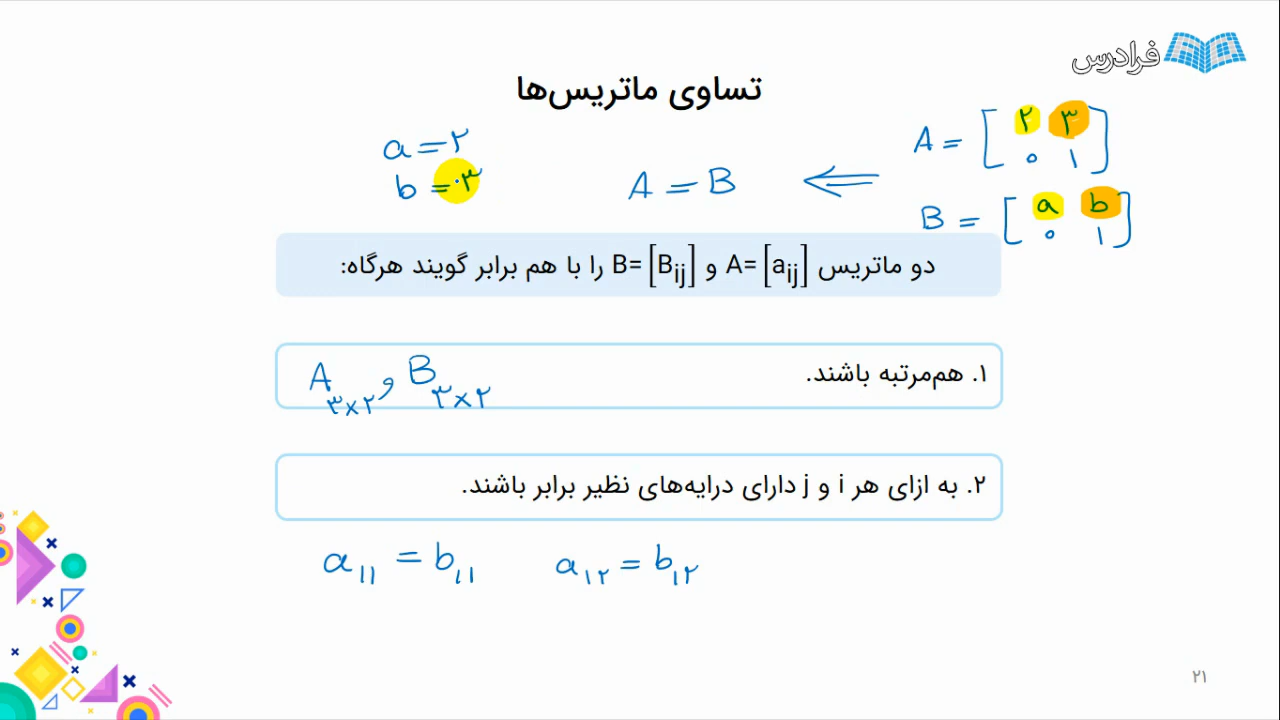 فرادرس
تساوی ماتریس‌ها
A = [ ۲ ۳
۰ ۱ ]
B = [ a b
۰ ۱ ]
A = B ⇐
a = ۲
b = ۳
دو ماتریس A= [aij] و B= [Bij] را با هم برابر گویند هرگاه:
۱. هم‌مرتبه باشند.
A۳×۲ و B۳×۲
۲. به ازای هر i و j دارای درایه‌های نظیر برابر باشند.
a۱۱ = b۱۱ a۱۲ = b۱۲
۲۱